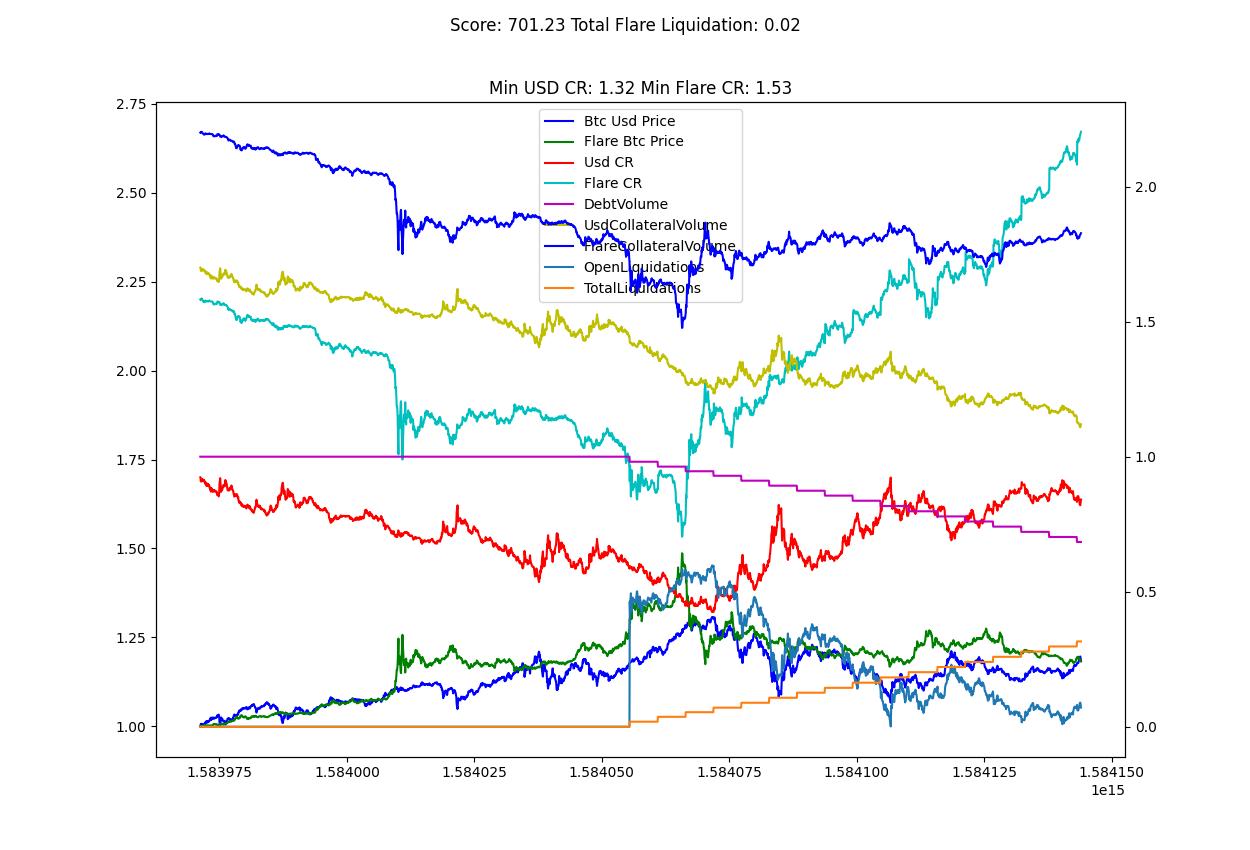 Score: 701.23 Total Flare Liquidation: 0.02
Min USD CR: 1.32 Min Flare CR: 1.53
Btc Usd Price
Flare Btc Price
Usd CR
Flare CR
DebtVolume
UsdCollateralVolume
FlareCollateralVolume
OpenLiquidations
TotalLiquidations
2.75
2.50
2.25
2.00
1.75
1.50
1.25
1.00
2.0
1.5
1.0
0.5
0.0
1.583975 1.584000 1.584025 1.584050 1.584075 1.584100 1.584125 1.584150
1e15